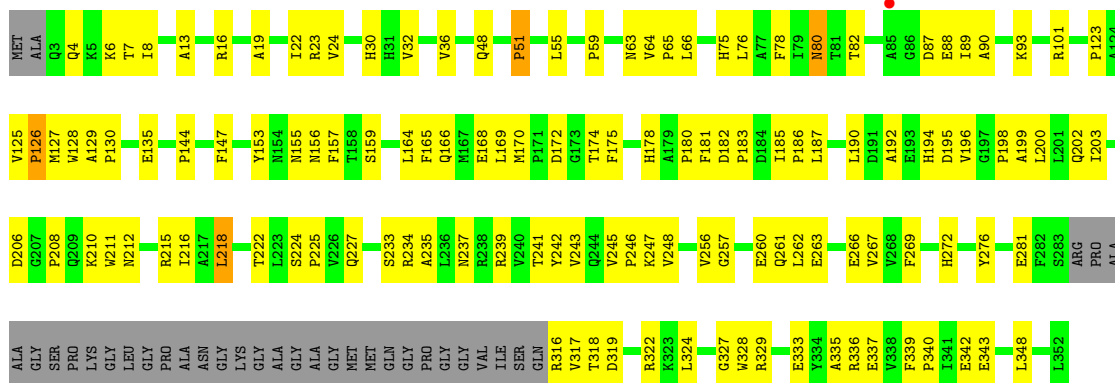 MET ALA Q3 Q4 K5 K6 T7 I8 A13 R16 A19 I22 R23 V24 H30 H31 V32 V36 Q48 P51 L55 P59 N63 V64 P65 L66 H75 L76 A77 F78 I79 N80 T81 T82 A85 G86 D87 E88 I89 A90 K93 R101 P123 A124
V125 P126 M127 W128 A129 P130 E135 P144 F147 Y153 N154 N155 N156 F157 T158 S159 L164 F165 Q166 M167 E168 L169 M170 P171 D172 G173 T174 F175 H178 A179 P180 F181 D182 P183 D184 I185 P186 L187 L190 D191 A192 E193 H194 D195 V196 G197 P198 A199 L200 L201 Q202 I203
D206 G207 P208 Q209 K210 W211 N212 R215 I216 A217 L218 T222 L223 S224 P225 V226 Q227 S233 R234 A235 L236 N237 R238 R239 V240 T241 Y242 V243 Q244 V245 P246 K247 V248 V256 G257 E260 Q261 L262 E263 E266 V267 V268 F269 H272 Y276 E281 F282 S283 ARG PRO ALA
ALA GLY SER PRO LYS GLY LEU GLY PRO ALA ASN GLY LYS GLY ALA GLY ALA GLY MET MET GLN GLY PRO GLY GLY VAL ILE SER GLN R316 V317 T318 D319 R322 K323 L324 G327 W328 R329 E333 Y334 A335 R336 E337 V338 F339 P340 I341 E342 E343 L348 L352